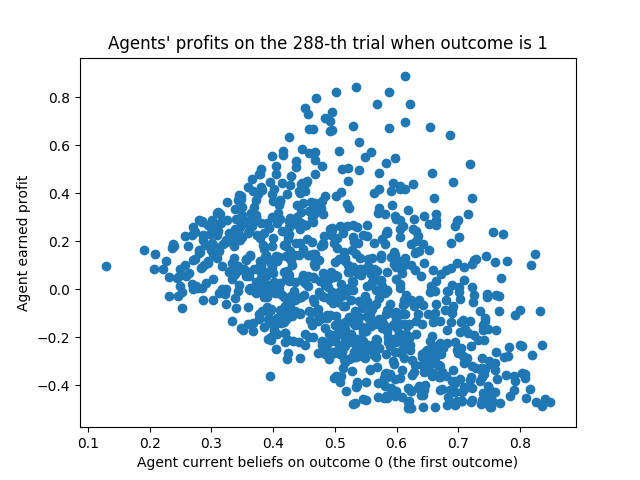 Agents' profits on the 288-th trial when outcome is 1
Agent earned profit
0.8
0.6
0.4
0.2
0.0
−0.2
−0.4
0.1 0.2 0.3 0.4 0.5 0.6 0.7 0.8
Agent current beliefs on outcome 0 (the first outcome)